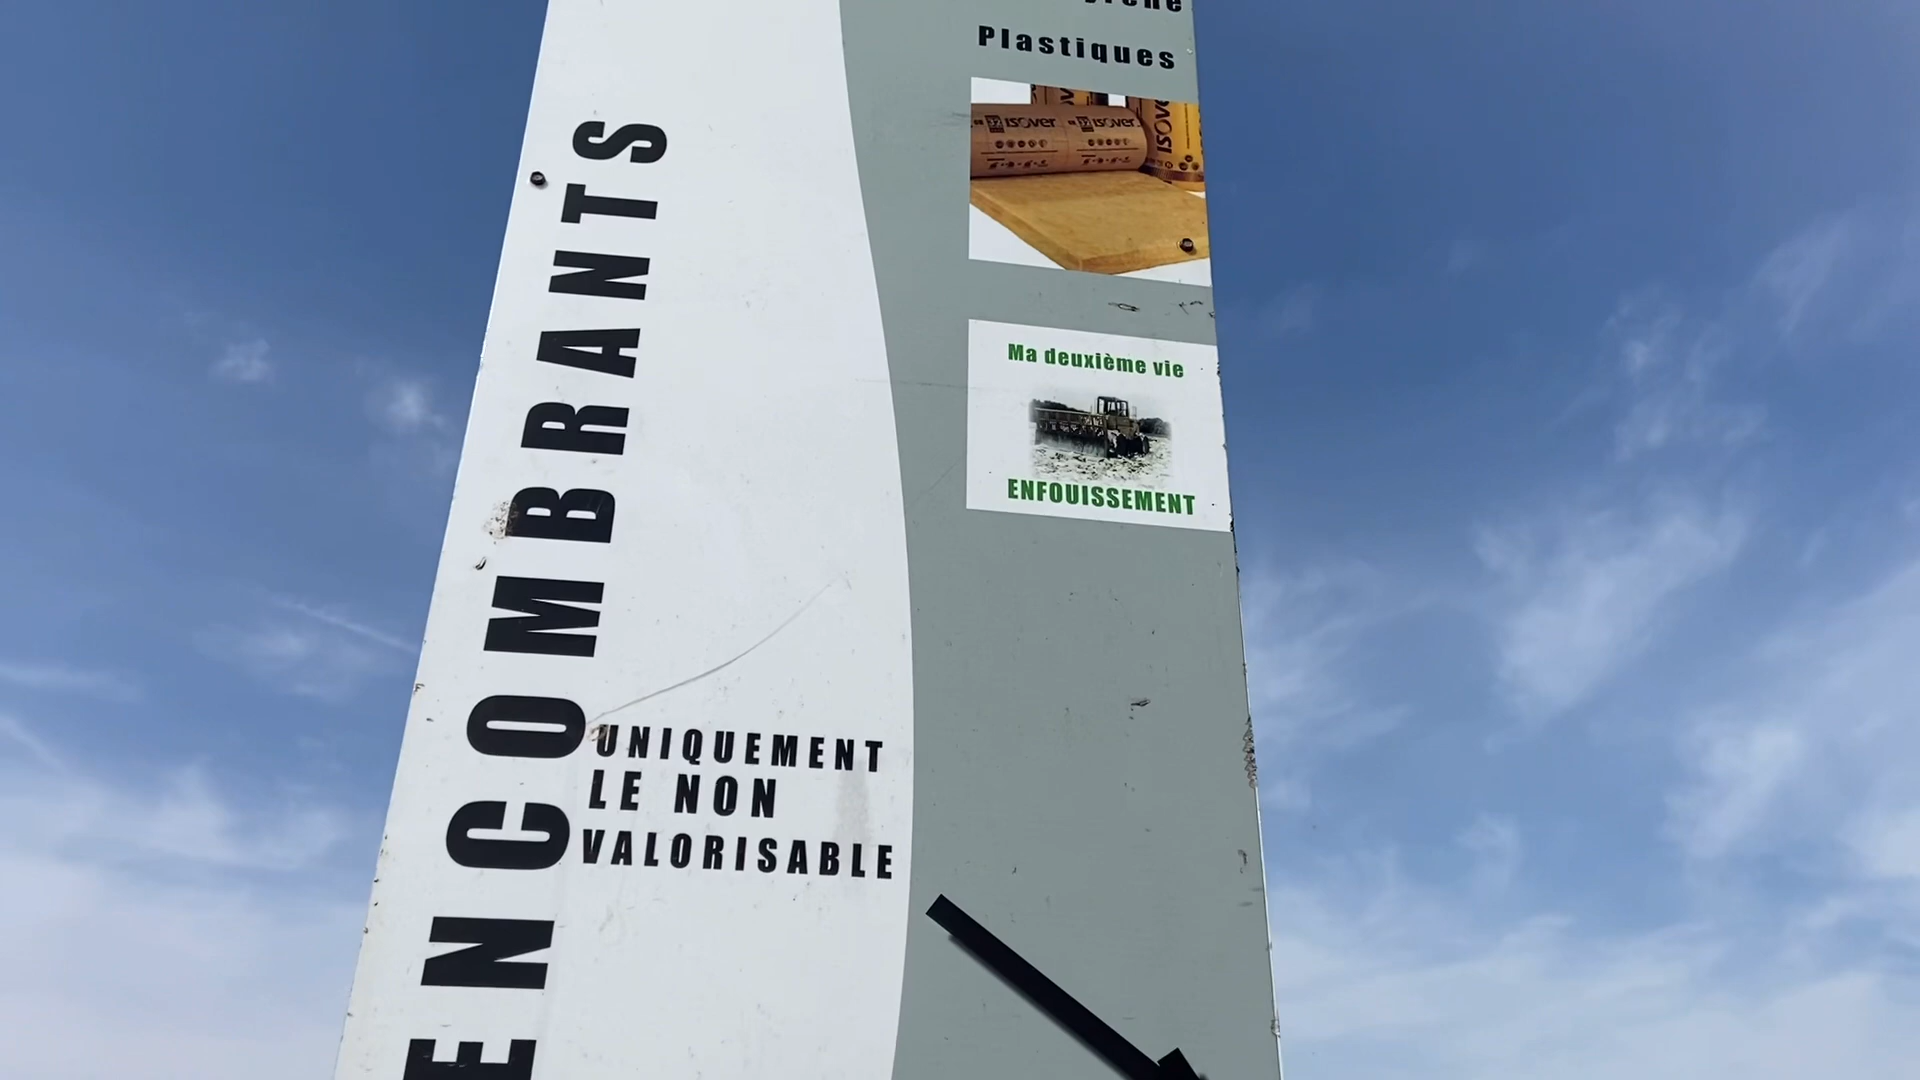 ENCOMBRANTS
UNIQUEMENT
LE NON
VALORISABLE
Plastiques
isover isover
Ma deuxième vie
ENFOUISSEMENT